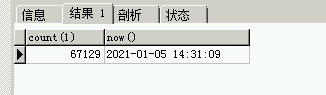 信息 结果 1 剖析 状态
count(1) now()
67129 2021-01-05 14:31:09